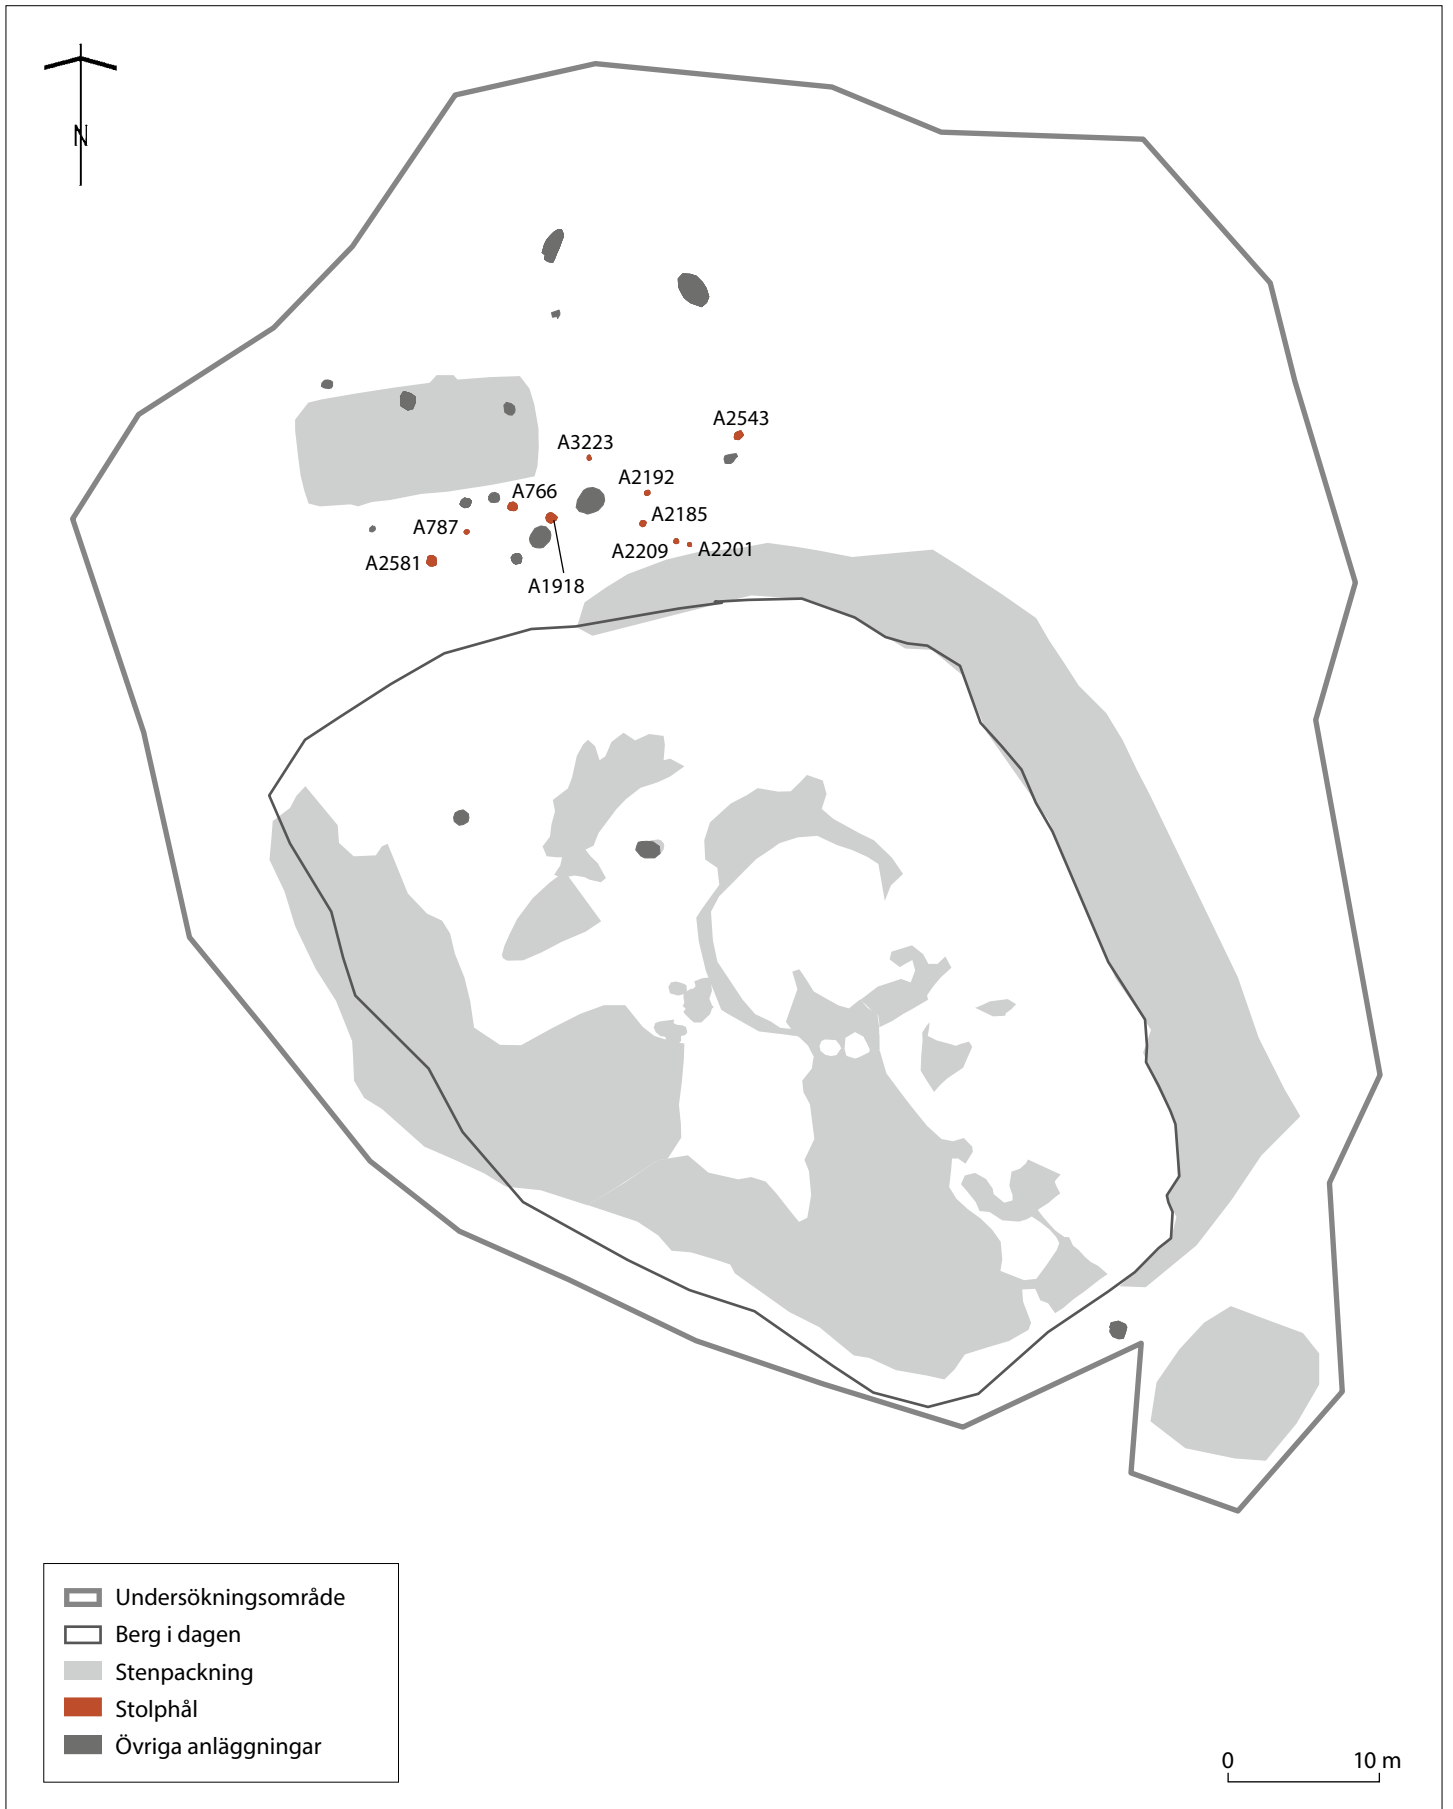 N
A2543
A3223
A2192
A766
A2185
A787
A2209
A2201
A2581
A1918
Undersökningsområde
Berg i dagen
Stenpackning
Stolphål
Övriga anläggningar
0 10 m